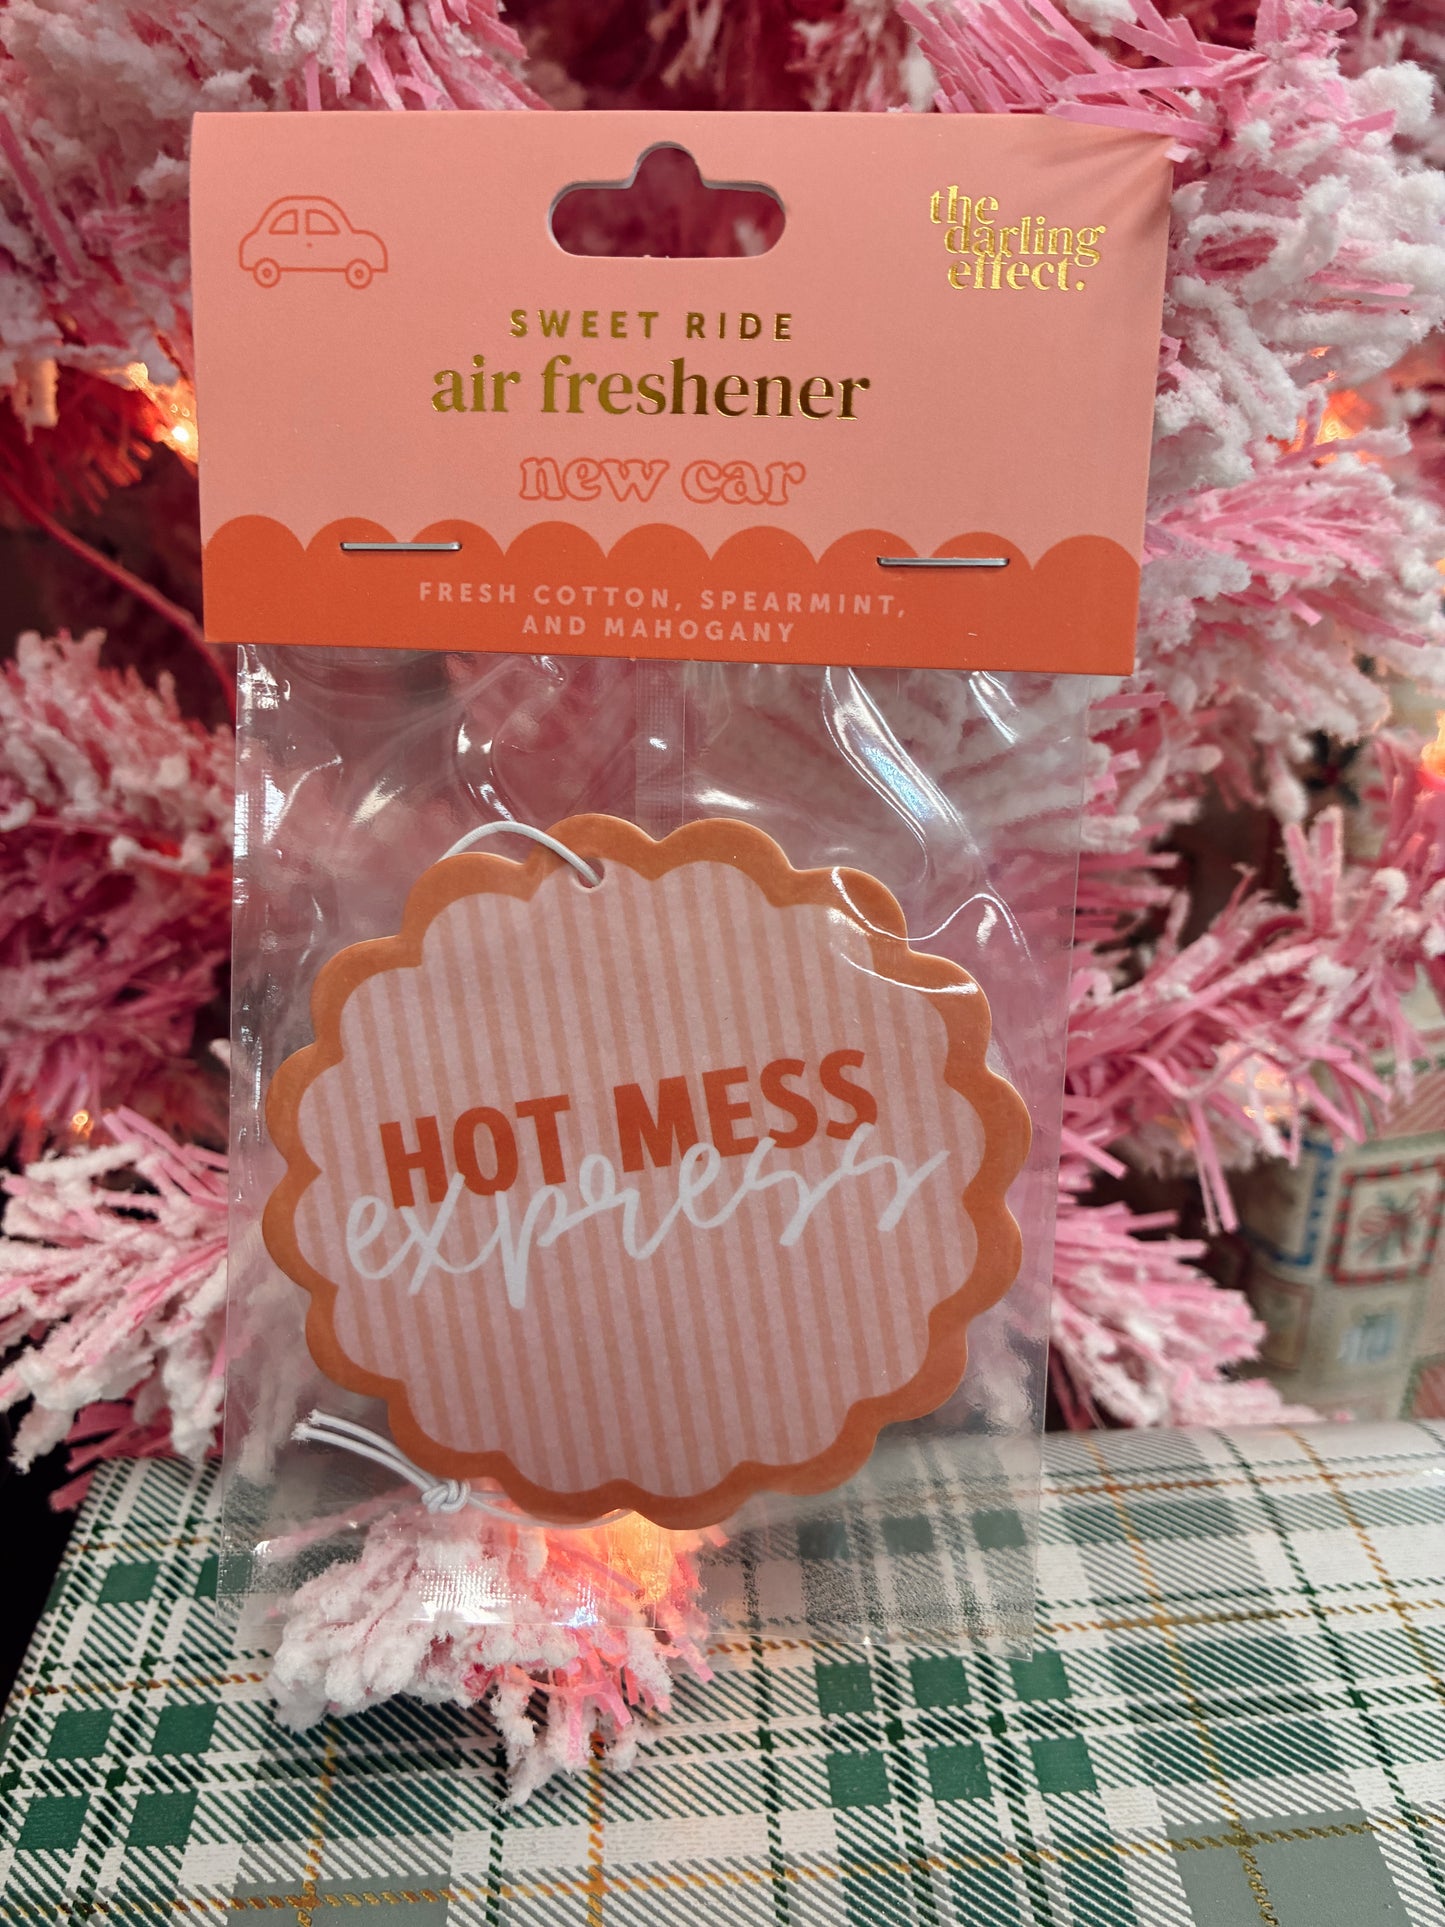 the
darling
effect.
SWEET RIDE
air freshener
new car
FRESH COTTON, SPEARMINT,
AND MAHOGANY
HOT MESS
express